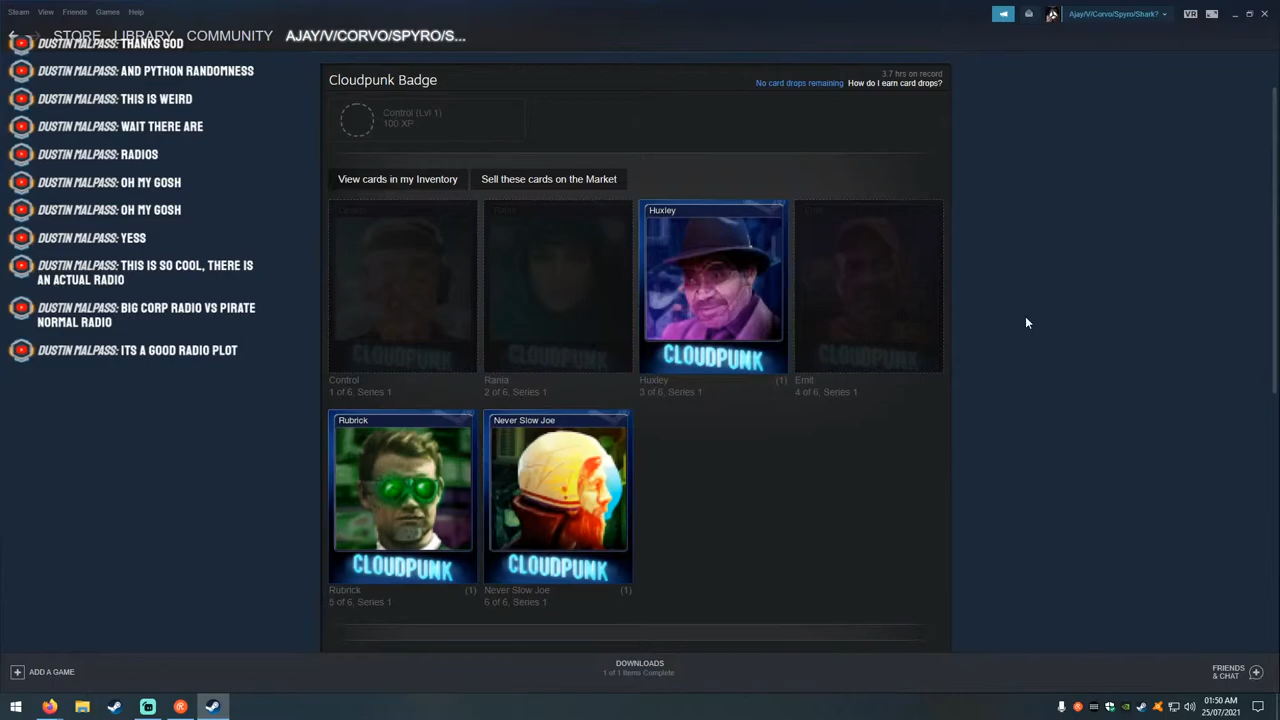 Steam View Friends Games Help
Ajay/V/Corvo/Spyro/Shark?
VR
STORE LIBRARY COMMUNITY AJAY/V/CORVO/SPYRO/S...
DUSTIN MALPASS: THANKS GOD
DUSTIN MALPASS: AND PYTHON RANDOMNESS
DUSTIN MALPASS: THIS IS WEIRD
DUSTIN MALPASS: WAIT THERE ARE
DUSTIN MALPASS: RADIOS
DUSTIN MALPASS: OH MY GOSH
DUSTIN MALPASS: OH MY GOSH
DUSTIN MALPASS: YESS
DUSTIN MALPASS: THIS IS SO COOL, THERE IS
AN ACTUAL RADIO
DUSTIN MALPASS: BIG CORP RADIO VS PIRATE
NORMAL RADIO
DUSTIN MALPASS: ITS A GOOD RADIO PLOT
Cloudpunk Badge
3.7 hrs on record
No card drops remaining How do I earn card drops?
Control (Lvl 1)
100 XP
View cards in my Inventory
Sell these cards on the Market
Control
Rania
Huxley
Emit
CLOUDPUNK
CLOUDPUNK
CLOUDPUNK
CLOUDPUNK
Control
1 of 6, Series 1
Rania
2 of 6, Series 1
Huxley (1)
3 of 6, Series 1
Emit
4 of 6, Series 1
Rubrick
Never Slow Joe
CLOUDPUNK
CLOUDPUNK
Rubrick (1)
5 of 6, Series 1
Never Slow Joe (1)
6 of 6, Series 1
ADD A GAME
DOWNLOADS
1 of 1 Items Complete
FRIENDS
& CHAT
01:50 AM
25/07/2021